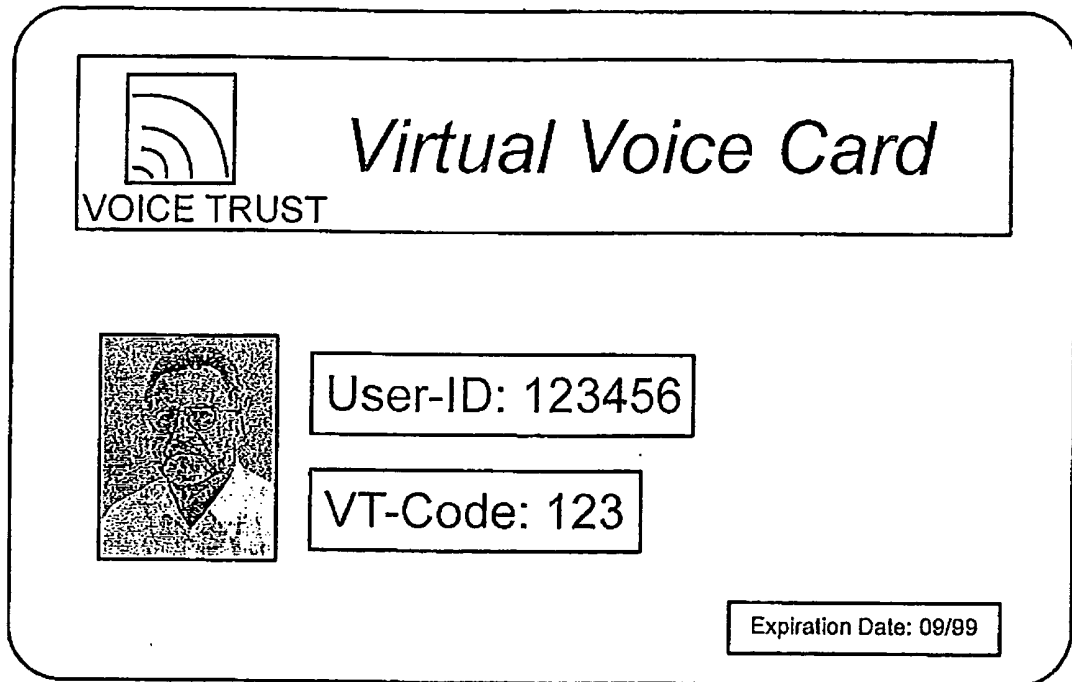 Virtual Voice Card
VOICE TRUST
User-ID: 123456
VT-Code: 123
Expiration Date: 09/99